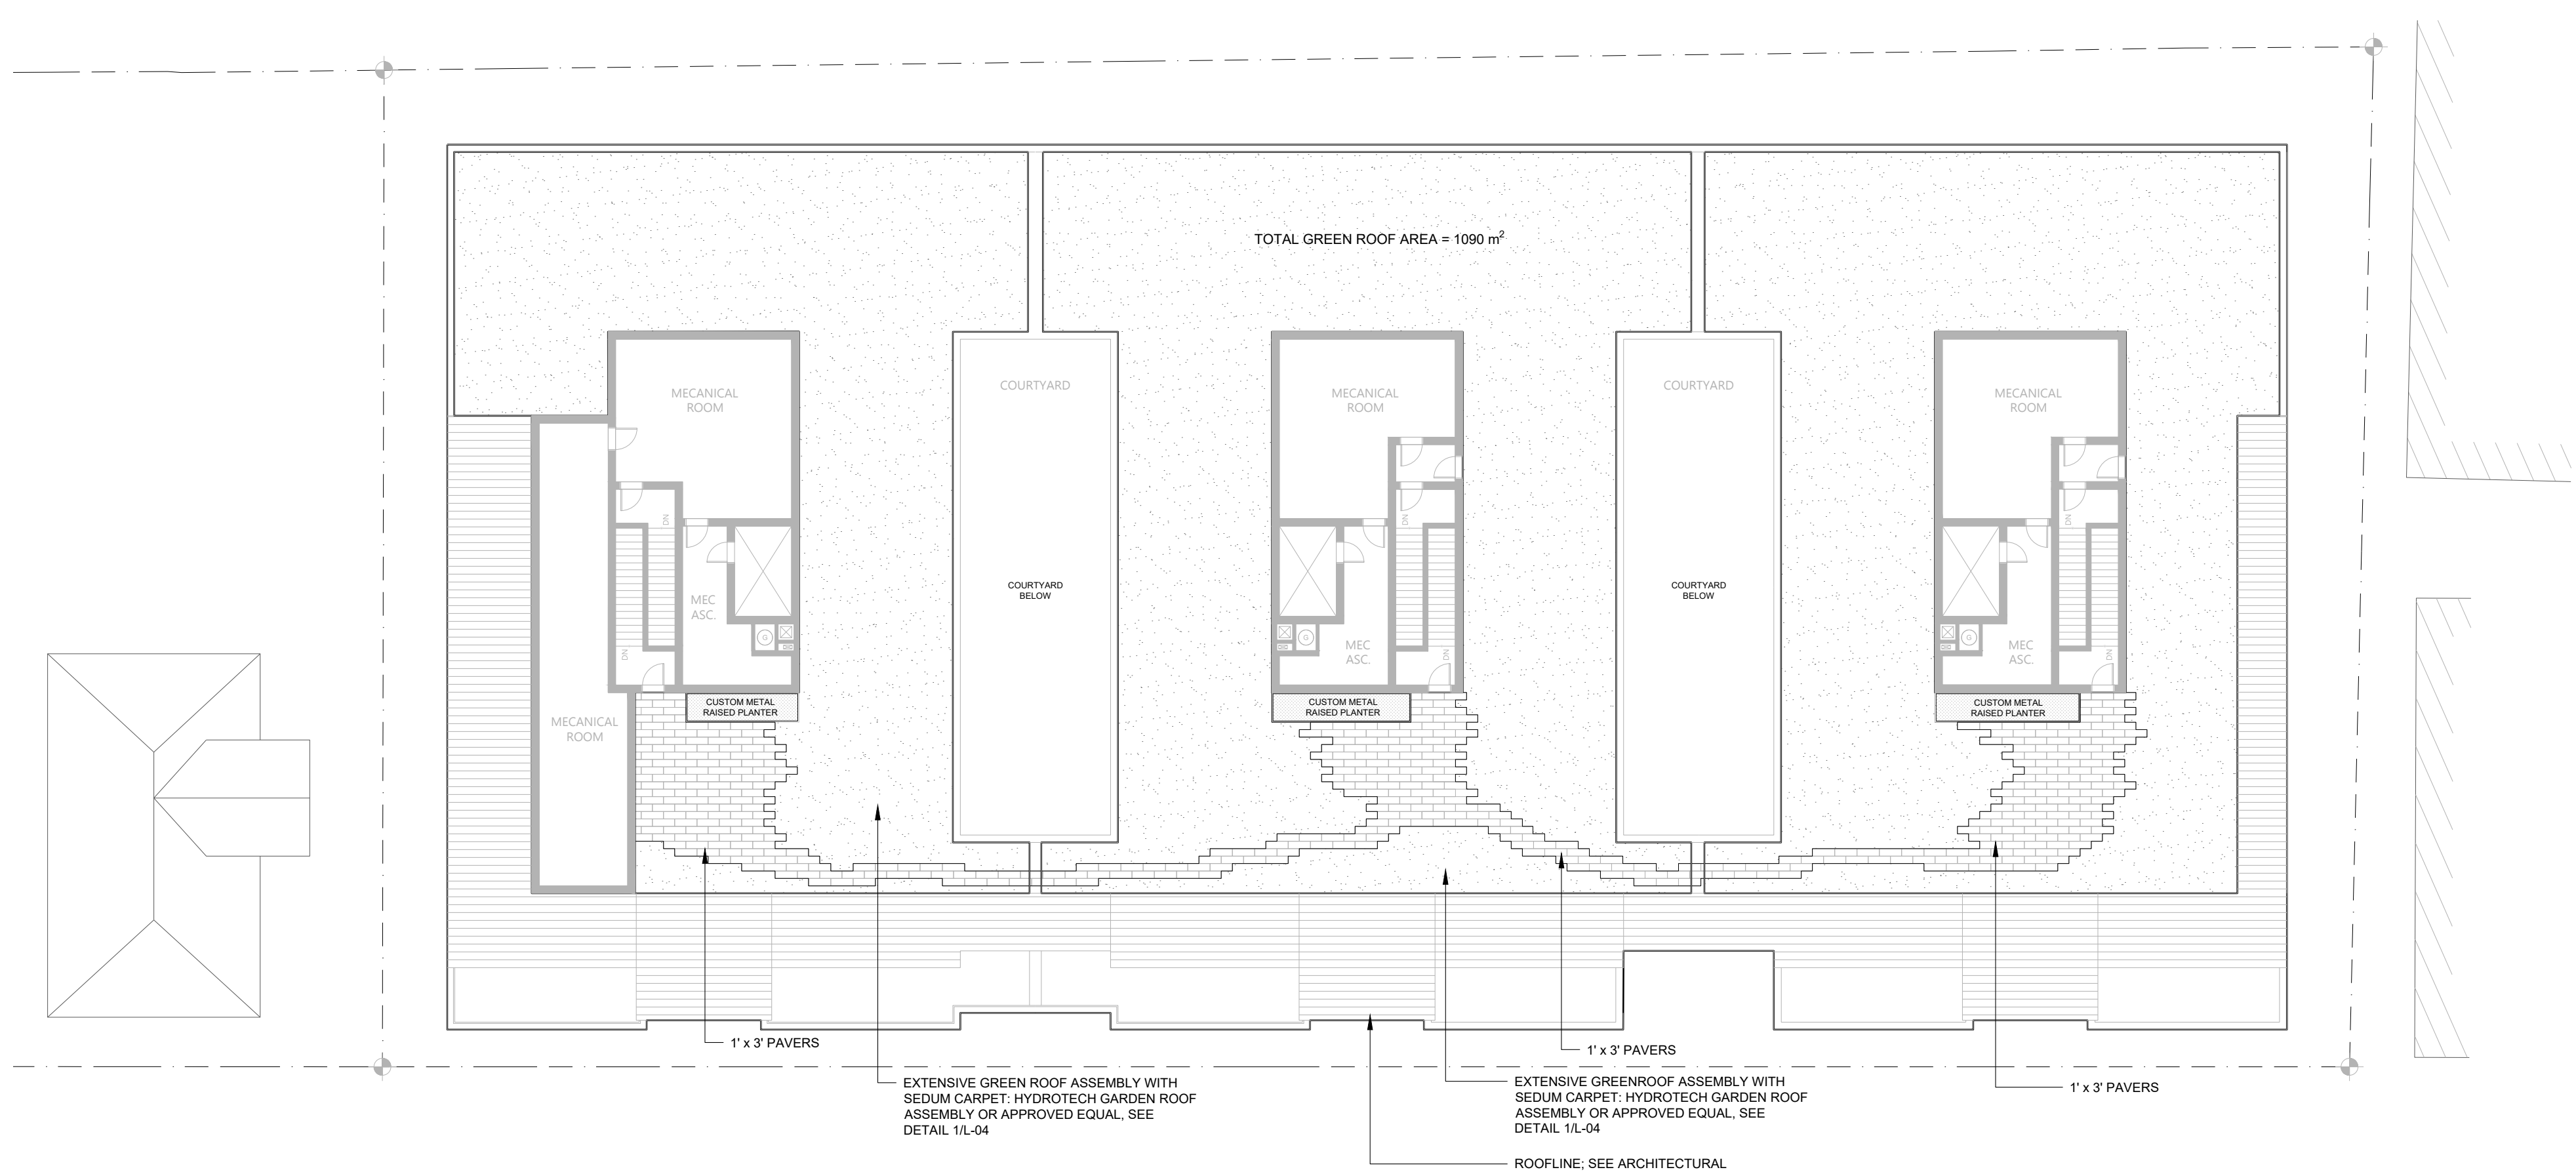 TOTAL GREEN ROOF AREA = 1090 m²
MECANICAL
ROOM
COURTYARD
MECANICAL
ROOM
COURTYARD
MECANICAL
ROOM
DN
DN
DN
COURTYARD
BELOW
COURTYARD
BELOW
MEC
ASC.
G
G
G
DN
MEC
ASC.
DN
MEC
ASC.
DN
CUSTOM METAL
RAISED PLANTER
CUSTOM METAL
RAISED PLANTER
CUSTOM METAL
RAISED PLANTER
MECANICAL
ROOM
1' x 3' PAVERS
1' x 3' PAVERS
1' x 3' PAVERS
EXTENSIVE GREEN ROOF ASSEMBLY WITH
SEDUM CARPET: HYDROTECH GARDEN ROOF
ASSEMBLY OR APPROVED EQUAL, SEE
DETAIL 1/L-04
EXTENSIVE GREENROOF ASSEMBLY WITH
SEDUM CARPET: HYDROTECH GARDEN ROOF
ASSEMBLY OR APPROVED EQUAL, SEE
DETAIL 1/L-04
ROOFLINE; SEE ARCHITECTURAL